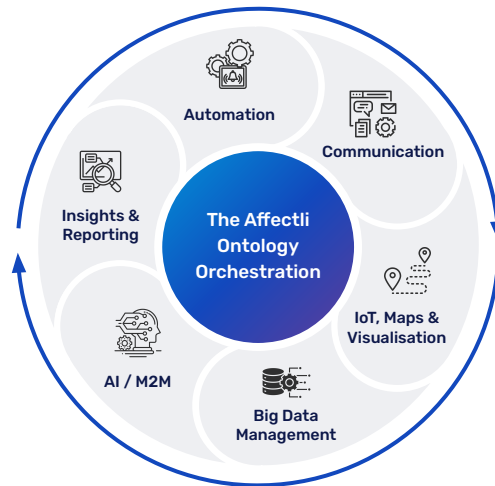 Automation
Communication
Insights &
Reporting
The Affectli
Ontology
Orchestration
IoT, Maps &
Visualisation
AI / M2M
Big Data
Management